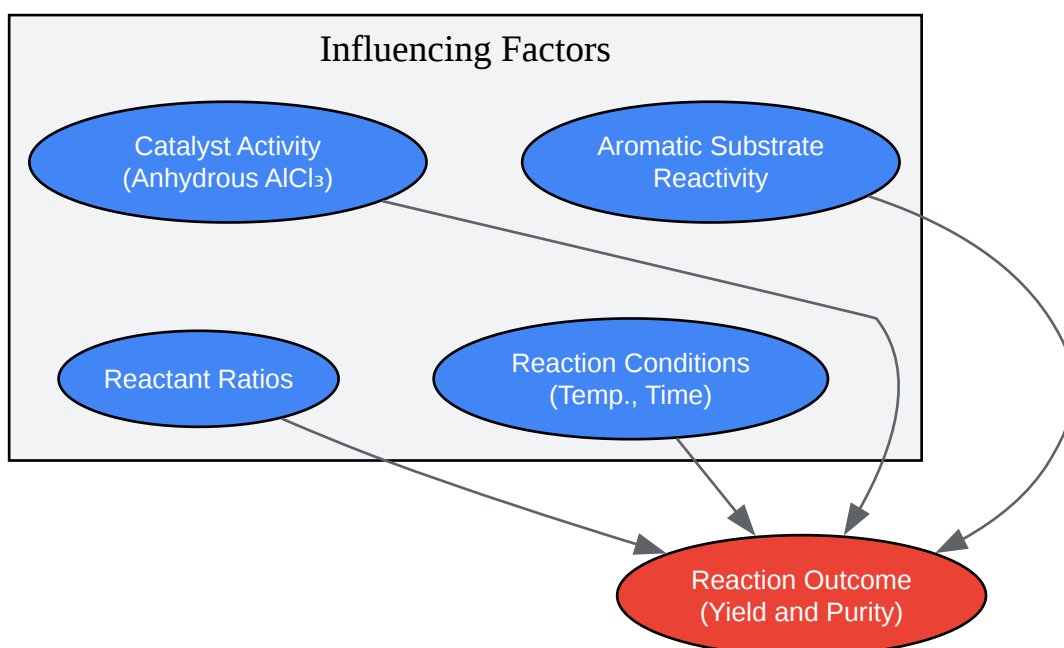 Influencing Factors
Catalyst Activity
(Anhydrous AlCl₃)
Aromatic Substrate
Reactivity
Reactant Ratios
Reaction Conditions
(Temp., Time)
Reaction Outcome
(Yield and Purity)